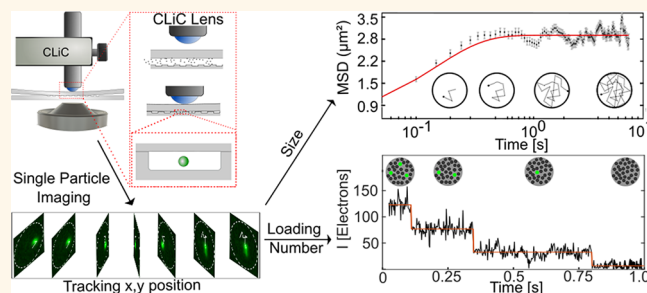 CLiC
CLiC Lens
Single Particle
Imaging
Tracking x,y position
Size
Loading
Number
MSD (μm²)
3.5
2.8
2.2
1.5
0.9
10⁻¹
10⁰
10¹
Time [s]
I [Electrons]
150
100
50
0
0.25
0.50
0.75
1.0
Time [s]